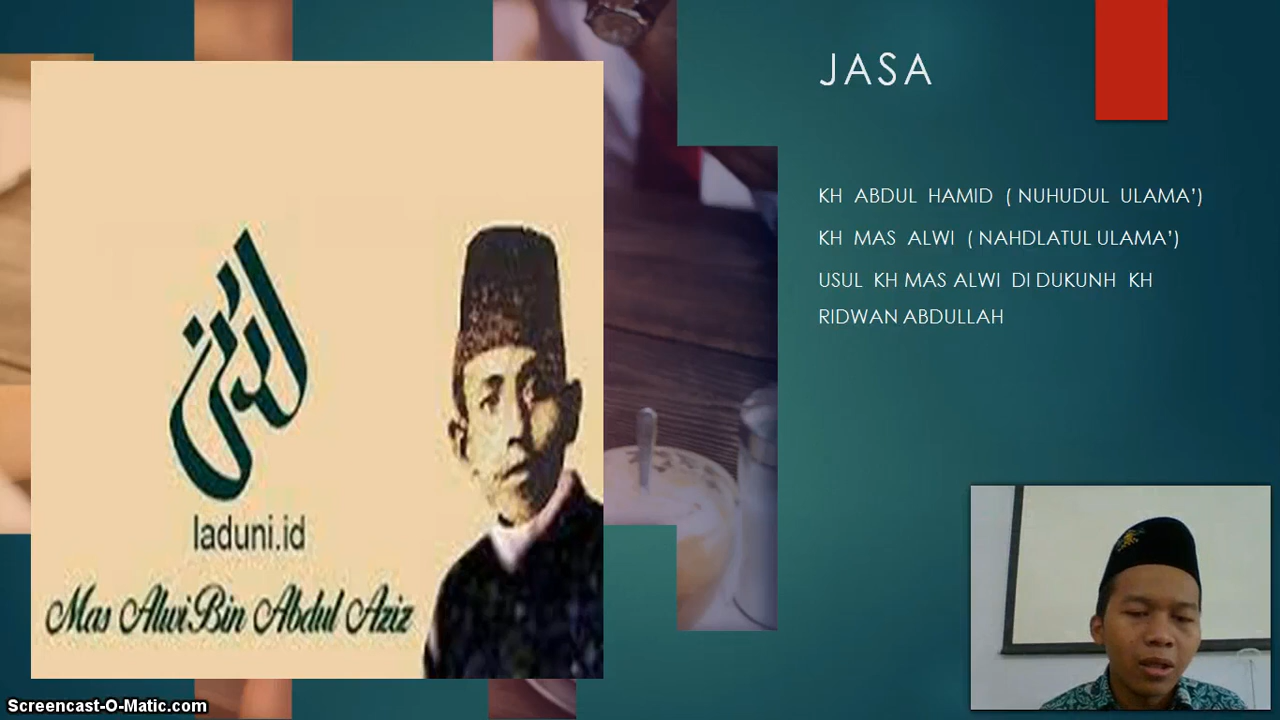 JASA
KH ABDUL HAMID ( NUHUDUL ULAMA’)
KH MAS ALWI ( NAHDLATUL ULAMA’)
USUL KH MAS ALWI DI DUKUNH KH
RIDWAN ABDULLAH
لدني
laduni.id
Mas Alwi Bin Abdul Aziz
Screencast-O-Matic.com